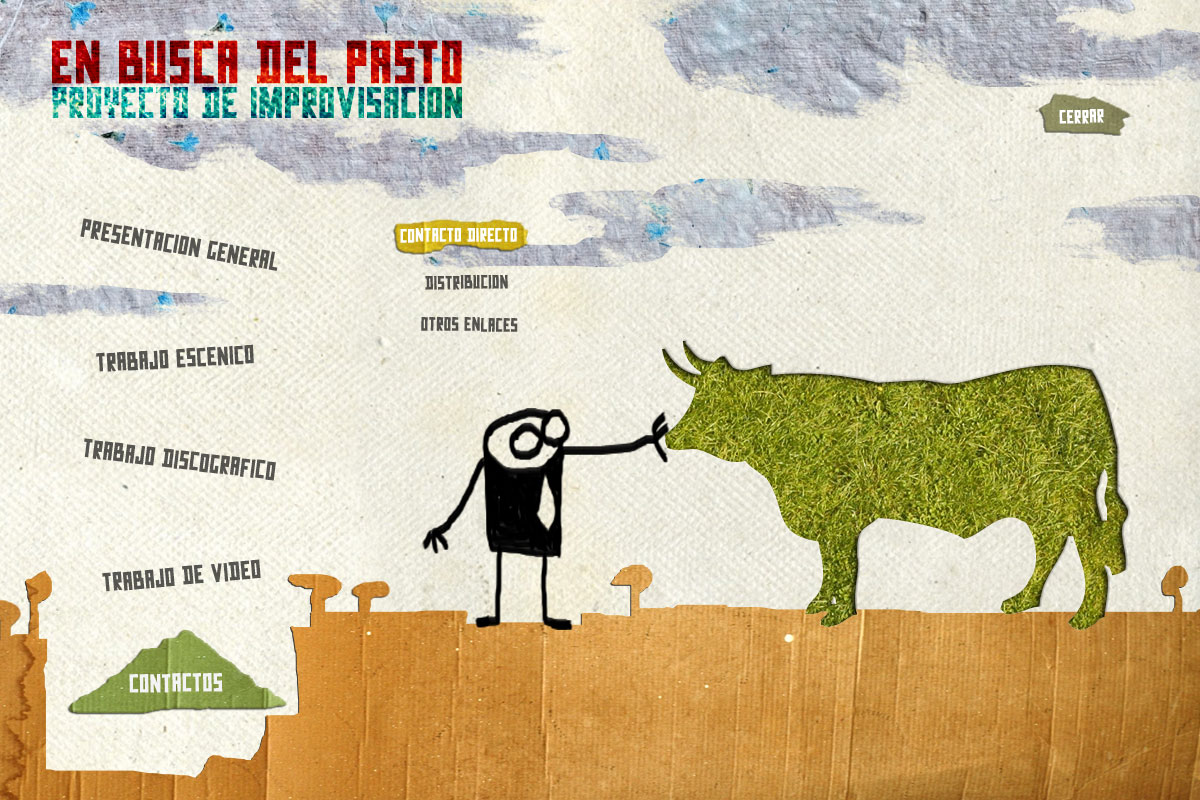 EN BUSCA DEL PASTO
PROYECTO DE IMPROVISACION
CERRAR
PRESENTACION GENERAL
TRABAJO ESCENICO
TRABAJO DISCOGRAFICO
TRABAJO DE VIDEO
CONTACTOS
CONTACTO DIRECTO
DISTRIBUCION
OTROS ENLACES